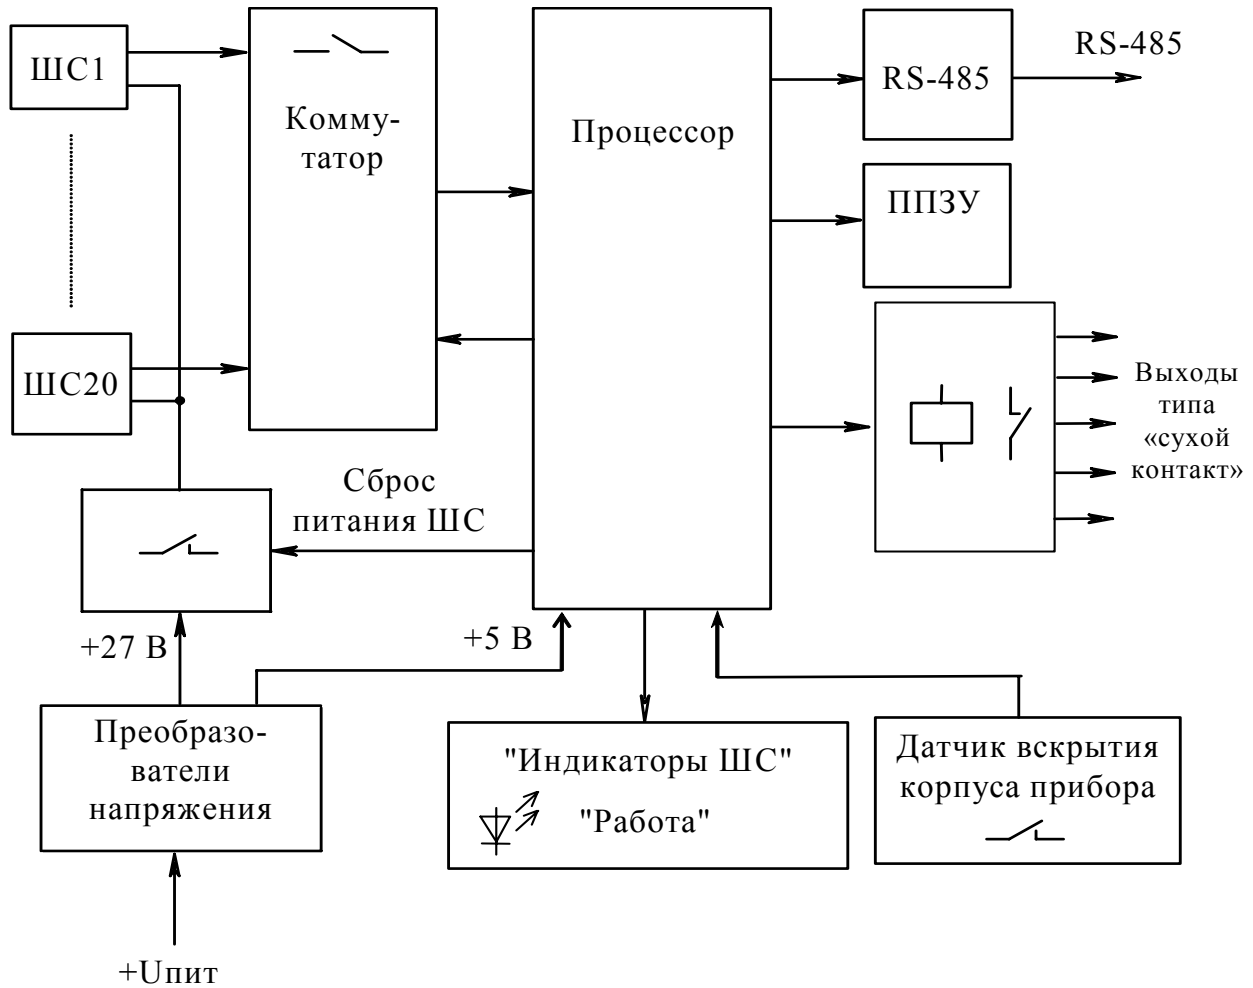 ШС1
Комму-
татор
Процессор
RS-485
RS-485
ППЗУ
ШС20
Выходы
типа
«сухой
контакт»
Сброс
питания ШС
+27 В
+5 В
Преобразо-
ватели
напряжения
"Индикаторы ШС"
"Работа"
Датчик вскрытия
корпуса прибора
+Uпит